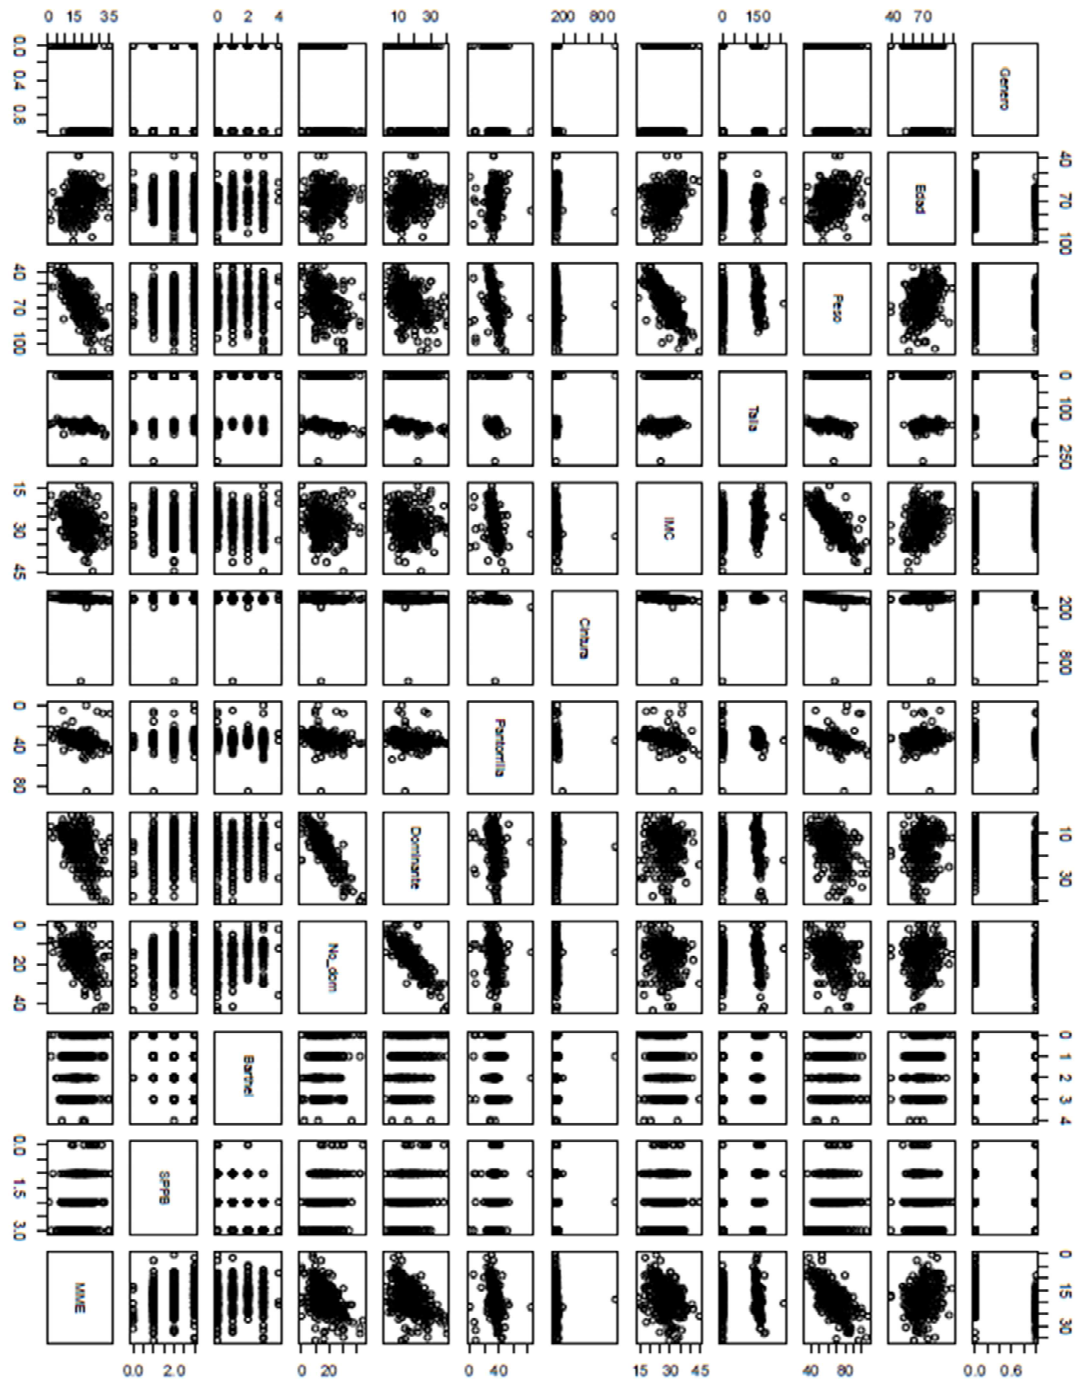 0 15 35
0 2 4
10 30
200 800
0 150
40 70
0.0 0.4 0.8
Genero
Edad
40 70 100
40 70 100
Peso
Talla
0 100 250
15 30 45
IMC
Cintura
200 800
0 40 80
Pantorrilla
Dominante
10 30
0 20 40
No_dom
Barthel
0 1 2 3 4
0.0 1.5 3.0
SPPB
MME
0 15 30
0.0 2.0
0 20
0 40
15 30 45
40 80
0.0 0.6